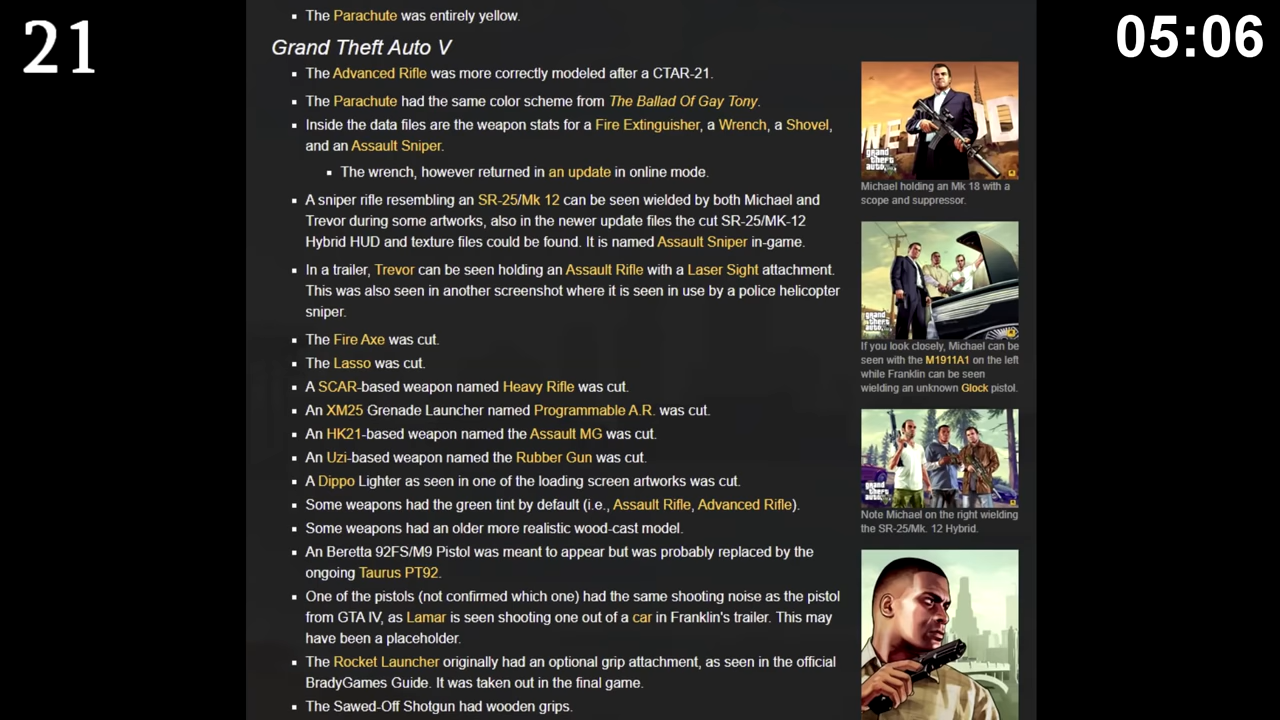 21
05:06
The Parachute was entirely yellow.
Grand Theft Auto V
The Advanced Rifle was more correctly modeled after a CTAR-21.
The Parachute had the same color scheme from The Ballad Of Gay Tony.
Inside the data files are the weapon stats for a Fire Extinguisher, a Wrench, a Shovel,
and an Assault Sniper.
The wrench, however returned in an update in online mode.
A sniper rifle resembling an SR-25/Mk 12 can be seen wielded by both Michael and
Trevor during some artworks, also in the newer update files the cut SR-25/MK-12
Hybrid HUD and texture files could be found. It is named Assault Sniper in-game.
In a trailer, Trevor can be seen holding an Assault Rifle with a Laser Sight attachment.
This was also seen in another screenshot where it is seen in use by a police helicopter
sniper.
The Fire Axe was cut.
The Lasso was cut.
A SCAR-based weapon named Heavy Rifle was cut.
An XM25 Grenade Launcher named Programmable A.R. was cut.
An HK21-based weapon named the Assault MG was cut.
An Uzi-based weapon named the Rubber Gun was cut.
A Dippo Lighter as seen in one of the loading screen artworks was cut.
Some weapons had the green tint by default (i.e., Assault Rifle, Advanced Rifle).
Some weapons had an older more realistic wood-cast model.
An Beretta 92FS/M9 Pistol was meant to appear but was probably replaced by the
ongoing Taurus PT92.
One of the pistols (not confirmed which one) had the same shooting noise as the pistol
from GTA IV, as Lamar is seen shooting one out of a car in Franklin's trailer. This may
have been a placeholder.
The Rocket Launcher originally had an optional grip attachment, as seen in the official
BradyGames Guide. It was taken out in the final game.
The Sawed-Off Shotgun had wooden grips.
grand
theft
auto
Michael holding an Mk 18 with a
scope and suppressor.
grand
theft
auto
If you look closely, Michael can be
seen with the M1911A1 on the left
while Franklin can be seen
wielding an unknown Glock pistol.
grand
theft
auto
Note Michael on the right wielding
the SR-25/Mk. 12 Hybrid.